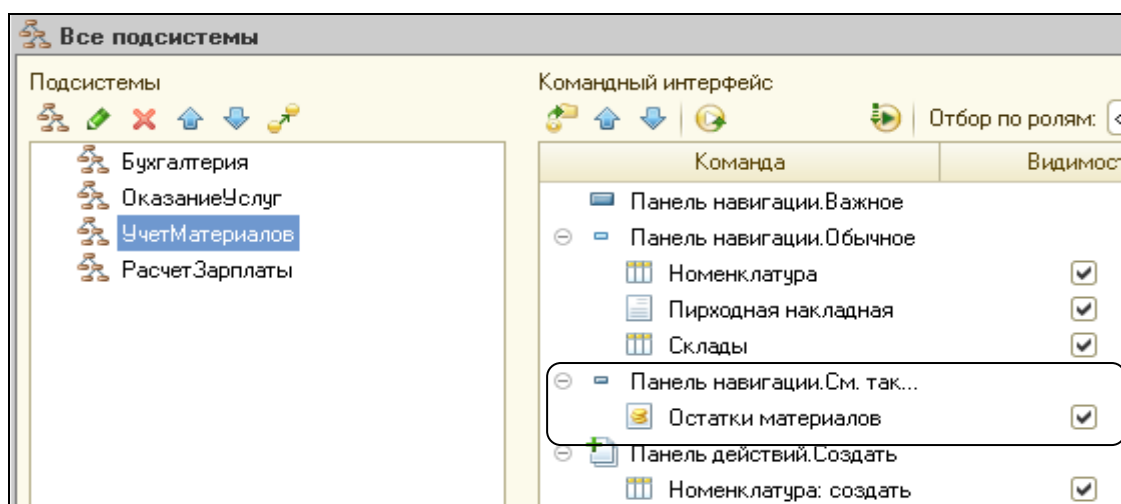 Все подсистемы
Подсистемы
Командный интерфейс
Отбор по ролям: <
Команда
Видимост
Бухгалтерия
ОказаниеУслуг
УчетМатериалов
РасчетЗарплаты
Панель навигации.Важное
Панель навигации.Обычное
Номенклатура
Пирходная накладная
Склады
Панель навигации.См. так...
Остатки материалов
Панель действий.Создать
Номенклатура: создать